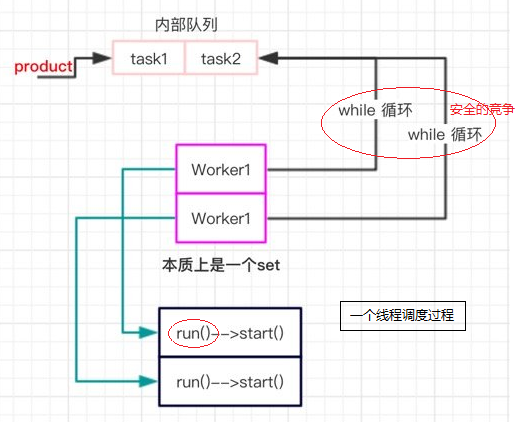 内部队列
product
task1
task2
while 循环
安全的竟争
while 循环
Worker1
Worker1
本质上是一个set
一个线程调度过程
run()-->start()
run()-->start()